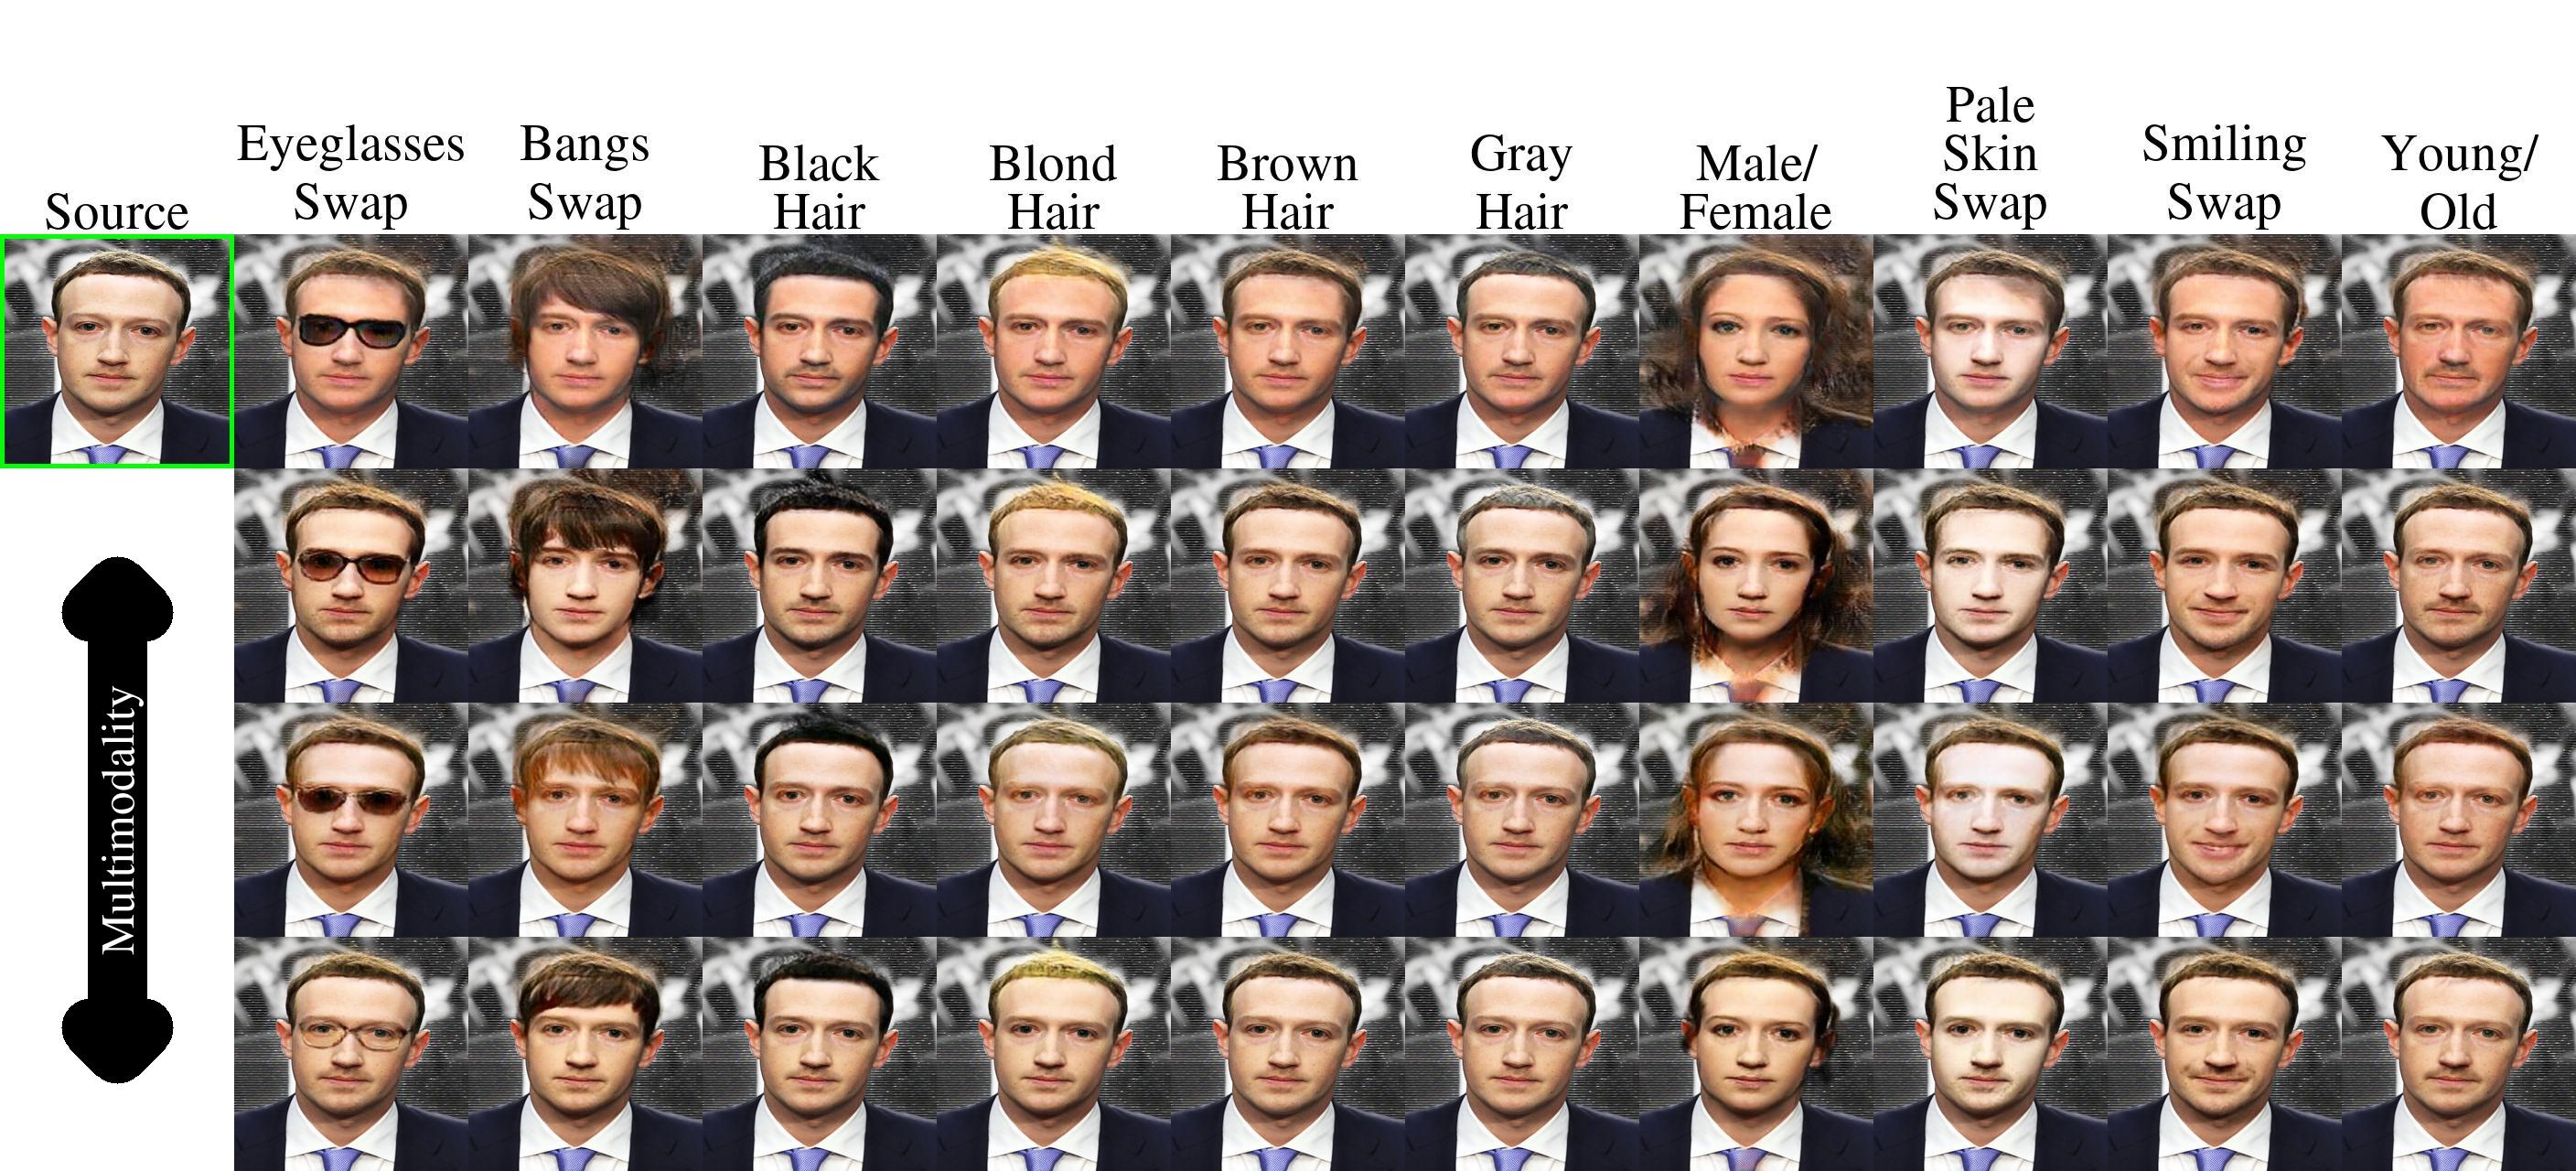 Source
Eyeglasses
Swap
Bangs
Swap
Black
Hair
Blond
Hair
Brown
Hair
Gray
Hair
Male/
Female
Pale
Skin
Swap
Smiling
Swap
Young/
Old
Multimodality